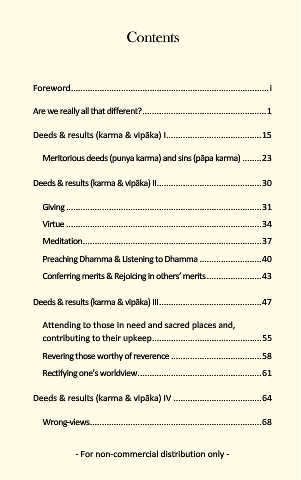 Contents
Foreword..........................................................................i
Are we really all that different?..............................................1
Deeds & results (karma & vipāka) I...................................15
Meritorious deeds (punya karma) and sins (pāpa karma) .......23
Deeds & results (karma & vipāka) II......................................30
Giving .......................................................................31
Virtue .......................................................................34
Meditation..................................................................37
Preaching Dhamma & Listening to Dhamma .......................40
Conferring merits & Rejoicing in others' merits....................43
Deeds & results (karma & vipāka) III.....................................47
Attending to those in need and sacred places and,
contributing to their upkeep........................................55
Revering those worthy of reverence .................................58
Rectifying one's worldview.............................................61
Deeds & results (karma & vipāka) IV ................................64
Wrong-views...............................................................68
- For non-commercial distribution only -